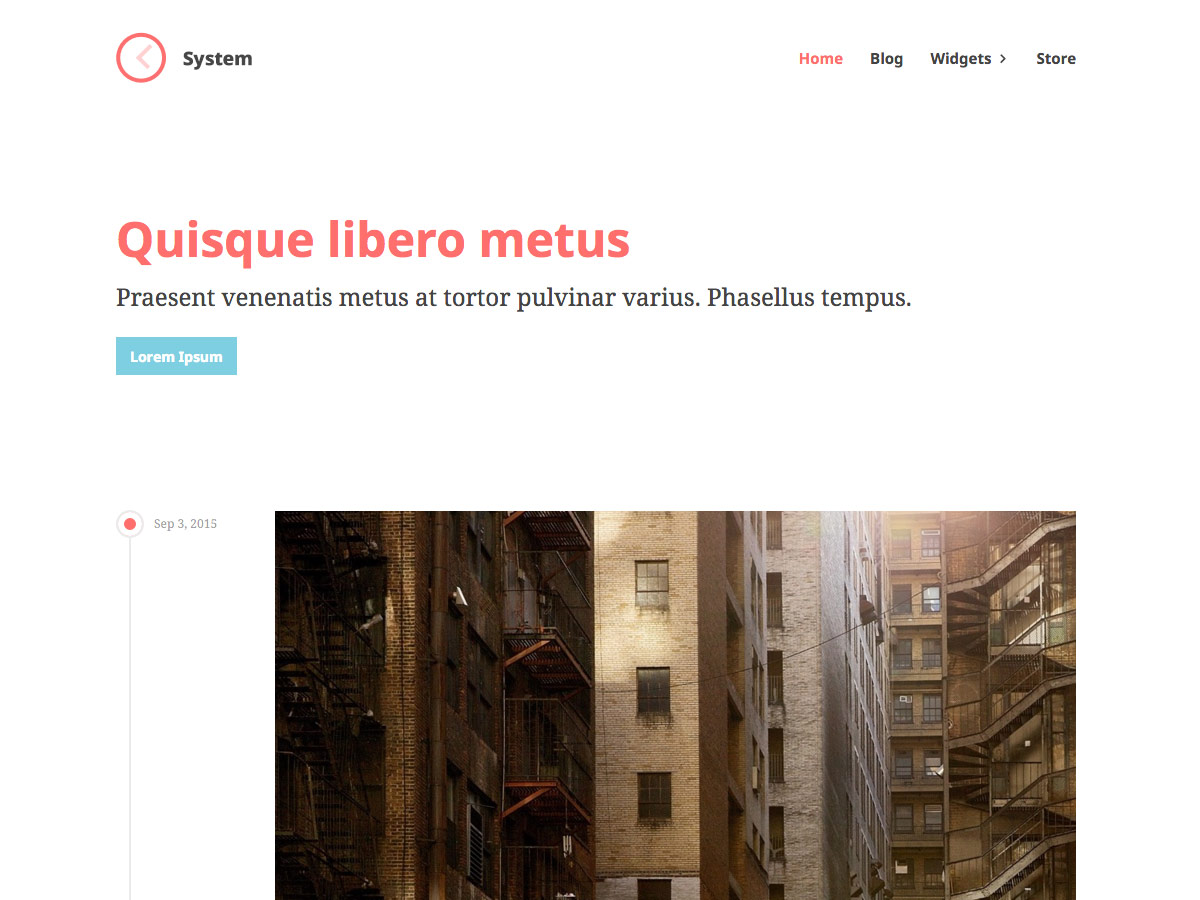 System
Home
Blog
Widgets
Store
Quisque libero metus
Praesent venenatis metus at tortor pulvinar varius. Phasellus tempus.
Lorem Ipsum
Sep 3, 2015